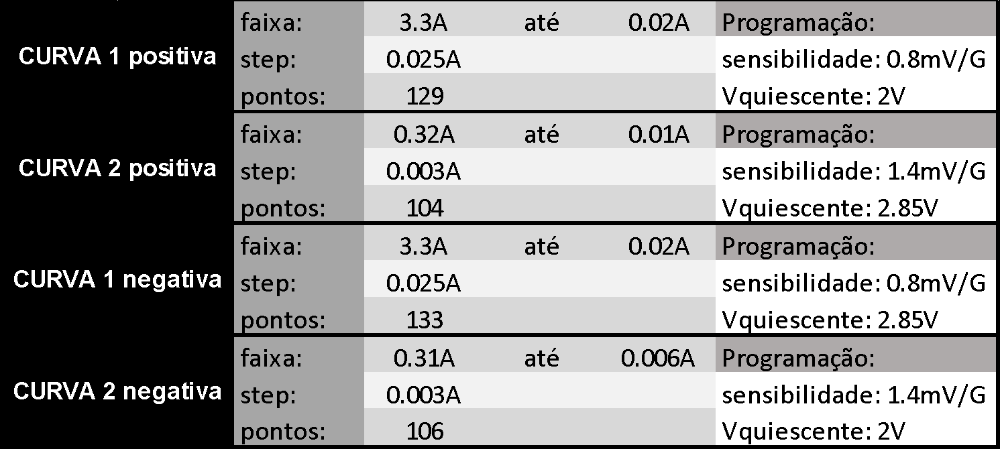 faixa: 3.3A até 0.02A Programação:
CURVA 1 positiva step: 0.025A sensibilidade: 0.8mV/G
pontos: 129 Vquiescente: 2V
faixa: 0.32A até 0.01A Programação:
CURVA 2 positiva step: 0.003A sensibilidade: 1.4mV/G
pontos: 104 Vquiescente: 2.85V
faixa: 3.3A até 0.02A Programação:
CURVA 1 negativa step: 0.025A sensibilidade: 0.8mV/G
pontos: 133 Vquiescente: 2.85V
faixa: 0.31A até 0.006A Programação:
CURVA 2 negativa step: 0.003A sensibilidade: 1.4mV/G
pontos: 106 Vquiescente: 2V